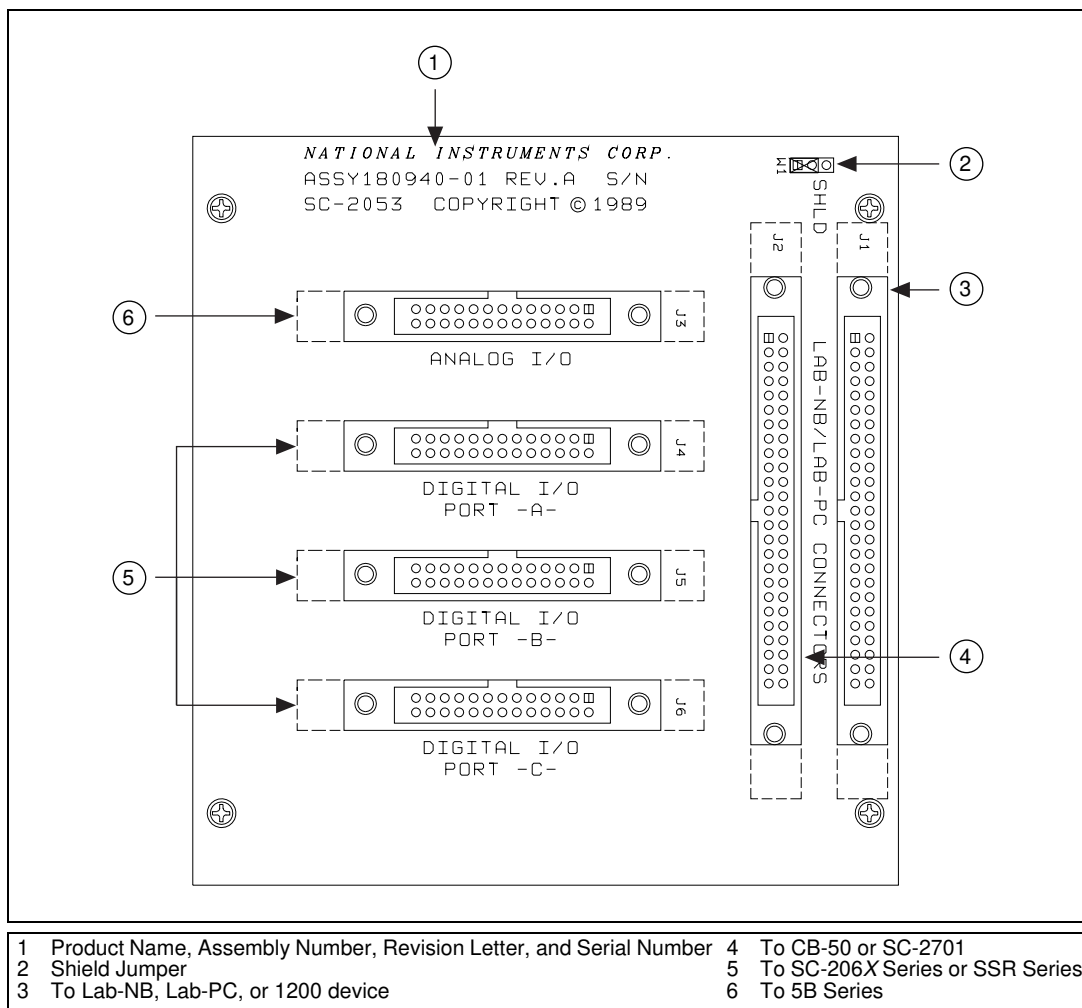 1
NATIONAL INSTRUMENTS CORP.
ASSY180940-01 REV.A S/N
SC-2053 COPYRIGHT © 1989
W1
2
SHLD
J2
J1
3
6
J3
ANALOG I/O
LAB-NB/LAB-PC CONNECTORS
J4
DIGITAL I/O
PORT -A-
5
J5
DIGITAL I/O
PORT -B-
4
J6
DIGITAL I/O
PORT -C-
1 Product Name, Assembly Number, Revision Letter, and Serial Number
2 Shield Jumper
3 To Lab-NB, Lab-PC, or 1200 device
4 To CB-50 or SC-2701
5 To SC-206X Series or SSR Series
6 To 5B Series